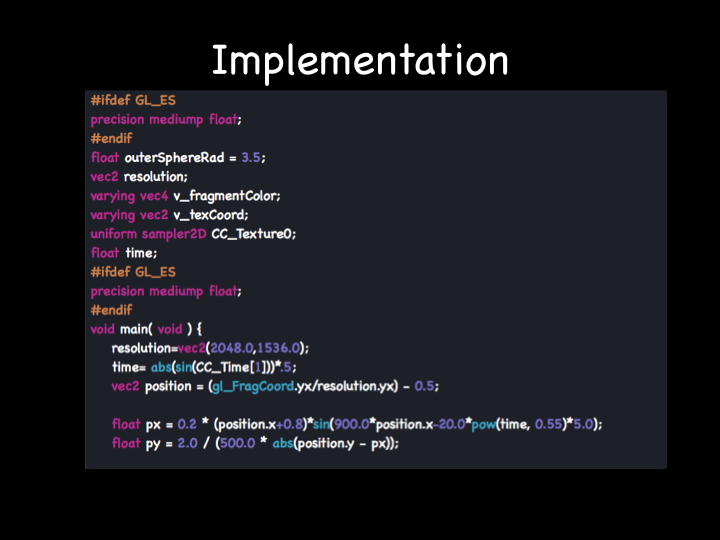 Implementation
#ifdef GL_ES
precision mediump float;
#endif
float outerSphereRad = 3.5;
vec2 resolution;
varying vec4 v_fragmentColor;
varying vec2 v_texCoord;
uniform sampler2D CC_Texture0;
float time;
#ifdef GL_ES
precision mediump float;
#endif
void main( void ) {
resolution=vec2(2048.0,1536.0);
time= abs(sin(CC_Time[1]))*.5;
vec2 position = (gl_FragCoord.yx/resolution.yx) - 0.5;
float px = 0.2 * (position.x+0.8)*sin(900.0*position.x-20.0*pow(time, 0.55)*5.0);
float py = 2.0 / (500.0 * abs(position.y - px));